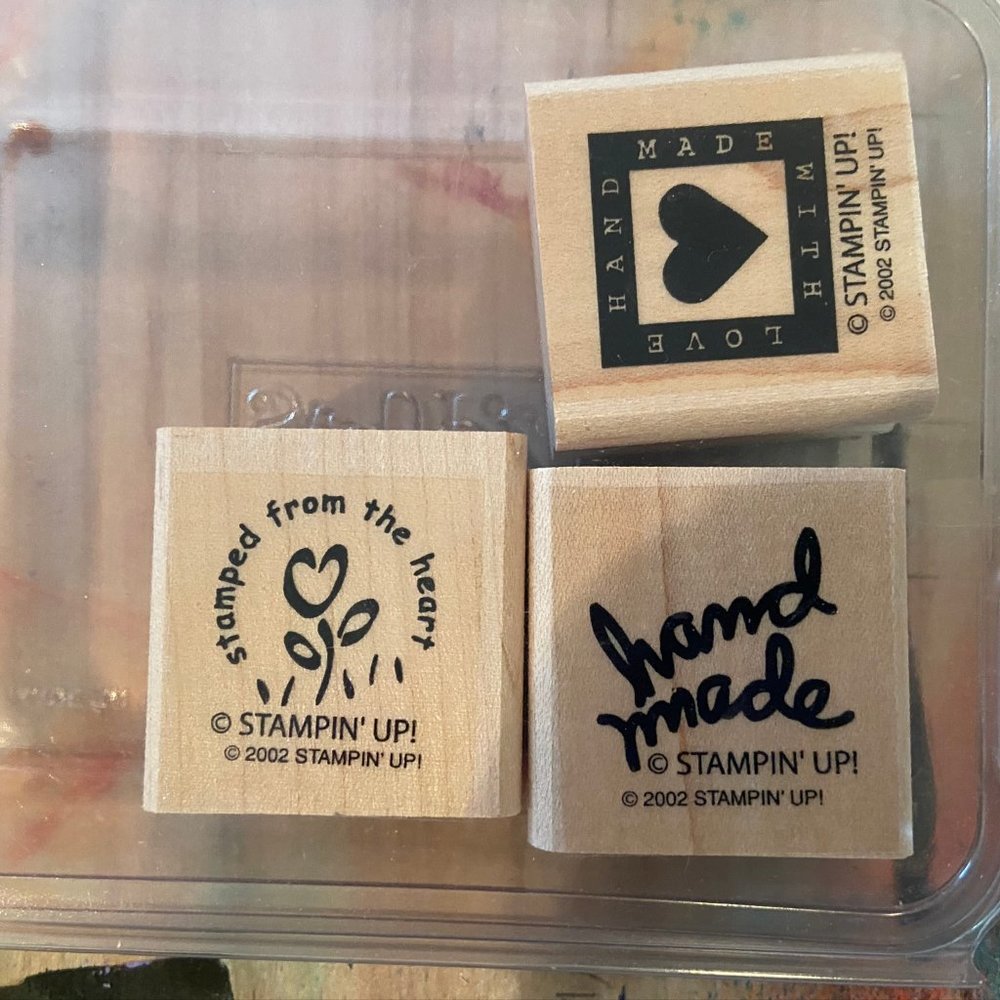 HAND MADE WITH LOVE
© STAMPIN' UP!
© 2002 STAMPIN' UP!
stamped from the heart
© STAMPIN' UP!
© 2002 STAMPIN' UP!
hand
made
© STAMPIN' UP!
© 2002 STAMPIN' UP!